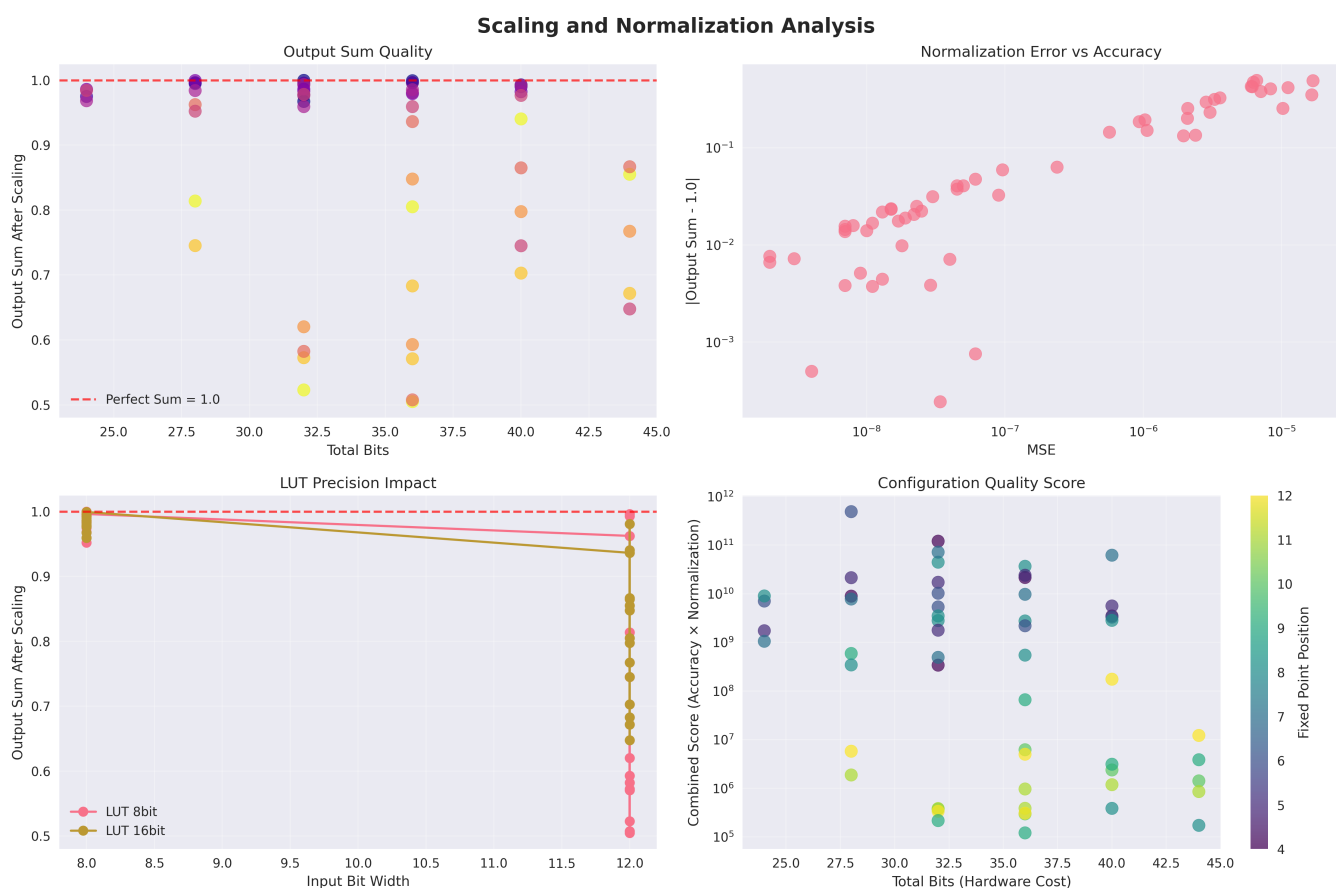 Scaling and Normalization Analysis
Output Sum Quality
Output Sum After Scaling
1.0
0.9
0.8
0.7
0.6
0.5
Perfect Sum = 1.0
25.0 27.5 30.0 32.5 35.0 37.5 40.0 42.5 45.0
Total Bits
Normalization Error vs Accuracy
|Output Sum - 1.0|
10⁻¹
10⁻²
10⁻³
10⁻⁸ 10⁻⁷ 10⁻⁶ 10⁻⁵
MSE
LUT Precision Impact
Output Sum After Scaling
1.0
0.9
0.8
0.7
0.6
0.5
LUT 8bit
LUT 16bit
8.0 8.5 9.0 9.5 10.0 10.5 11.0 11.5 12.0
Input Bit Width
Configuration Quality Score
Combined Score (Accuracy × Normalization)
10¹²
10¹¹
10¹⁰
10⁹
10⁸
10⁷
10⁶
10⁵
25.0 27.5 30.0 32.5 35.0 37.5 40.0 42.5 45.0
Total Bits (Hardware Cost)
12
11
10
9
8
7
6
5
4
Fixed Point Position